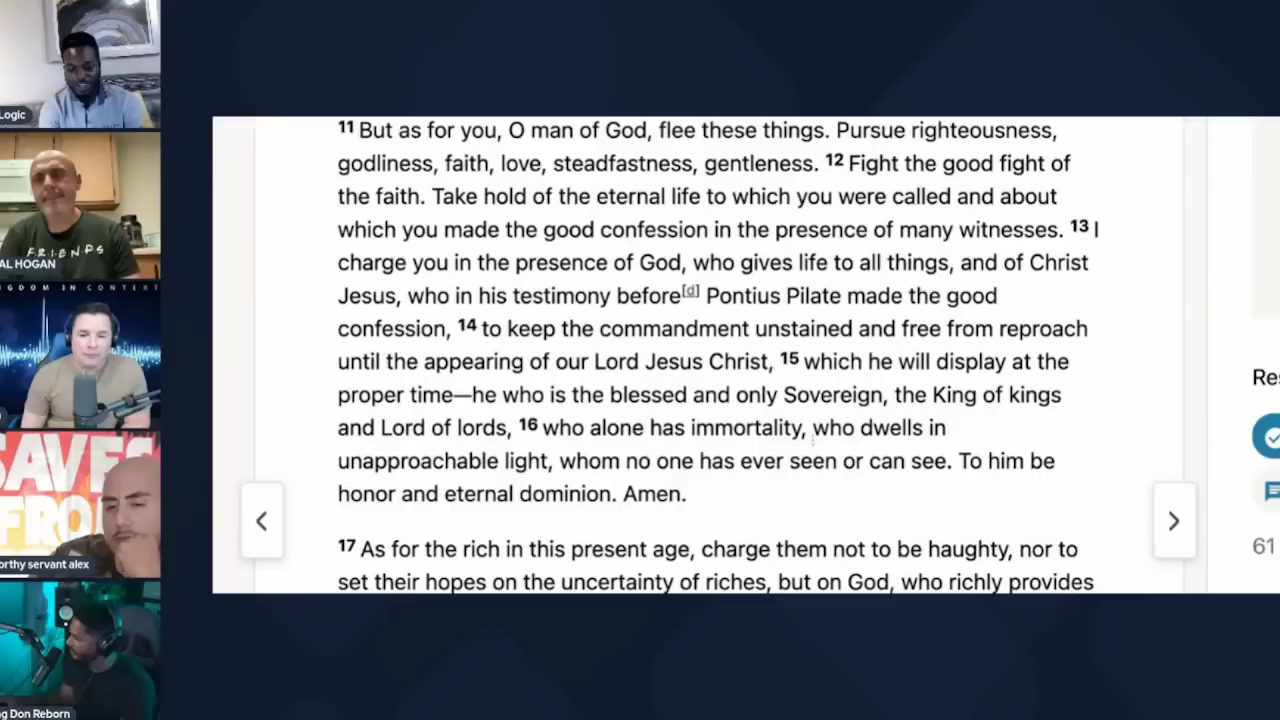 Logic
FRIENDS
AL HOGAN
NGDOM IN CONTEXT
SAVES
FRO
orthy servant alex
ng Don Reborn
11 But as for you, O man of God, flee these things. Pursue righteousness,
godliness, faith, love, steadfastness, gentleness. 12 Fight the good fight of
the faith. Take hold of the eternal life to which you were called and about
which you made the good confession in the presence of many witnesses. 13 I
charge you in the presence of God, who gives life to all things, and of Christ
Jesus, who in his testimony before[d] Pontius Pilate made the good
confession, 14 to keep the commandment unstained and free from reproach
until the appearing of our Lord Jesus Christ, 15 which he will display at the
proper time—he who is the blessed and only Sovereign, the King of kings
and Lord of lords, 16 who alone has immortality, who dwells in
unapproachable light, whom no one has ever seen or can see. To him be
honor and eternal dominion. Amen.
17 As for the rich in this present age, charge them not to be haughty, nor to
set their hopes on the uncertainty of riches, but on God, who richly provides
Res
61